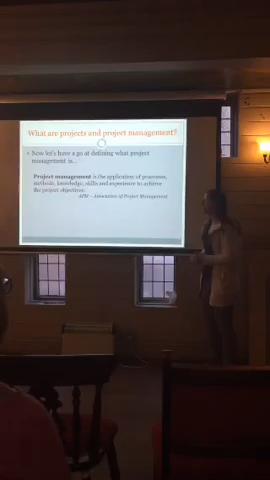 What are projects and project management?
• Now let's have a go at defining what project
management is...
Project management is the application of processes,
methods, knowledge, skills and experience to achieve
the project objectives.
APM – Association of Project Management